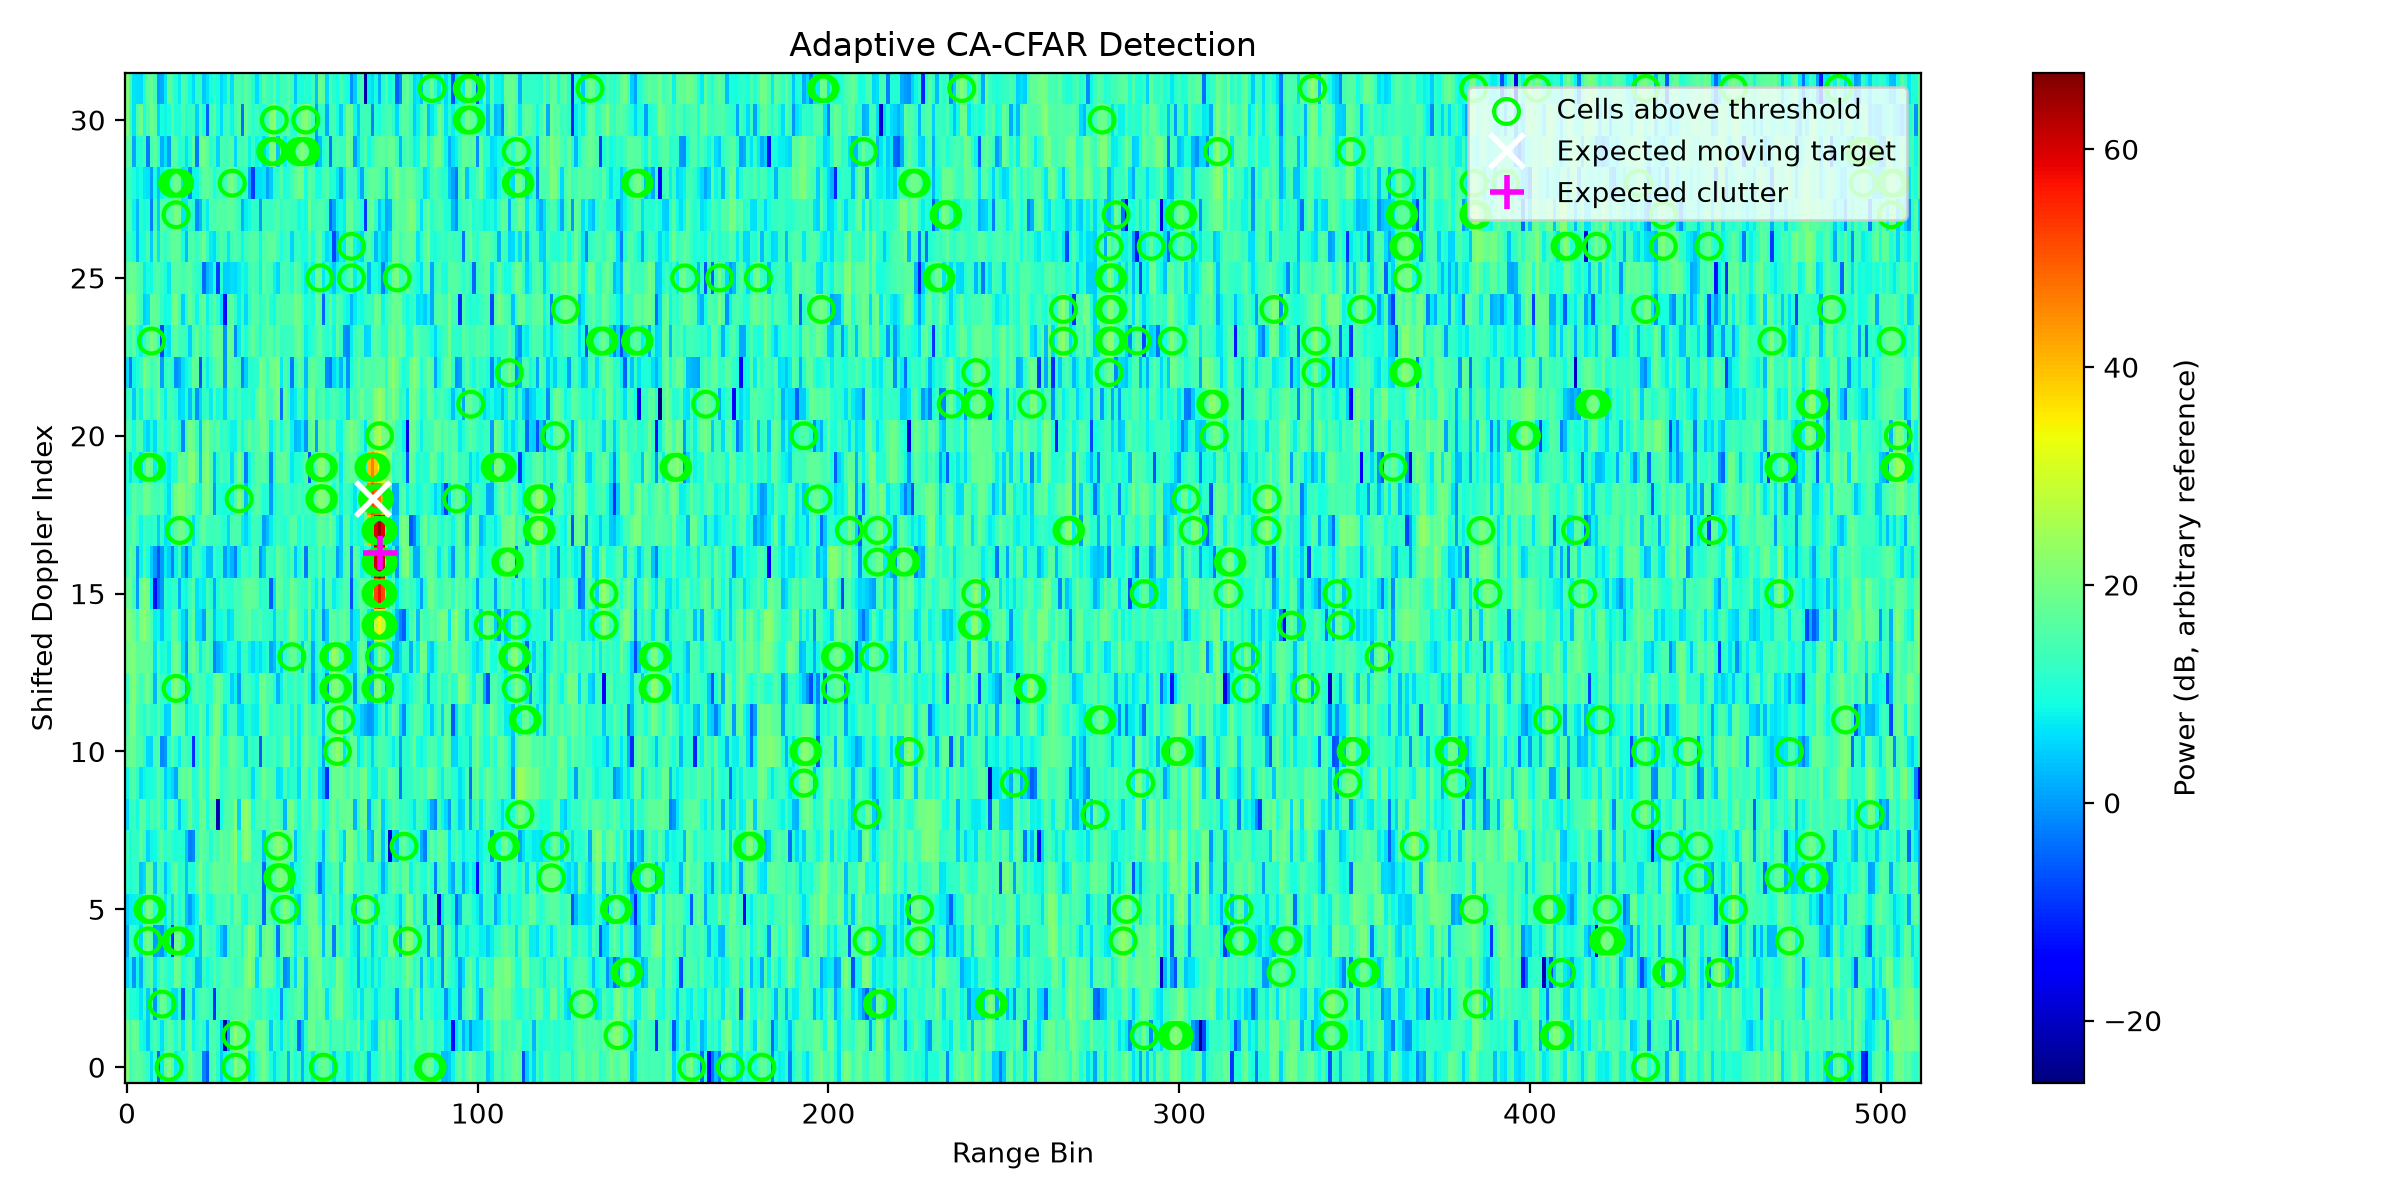 Adaptive CA-CFAR Detection
Cells above threshold
Expected moving target
Expected clutter
Shifted Doppler Index
30
25
20
15
10
5
0
0 100 200 300 400 500
Range Bin
60
40
20
0
−20
Power (dB, arbitrary reference)